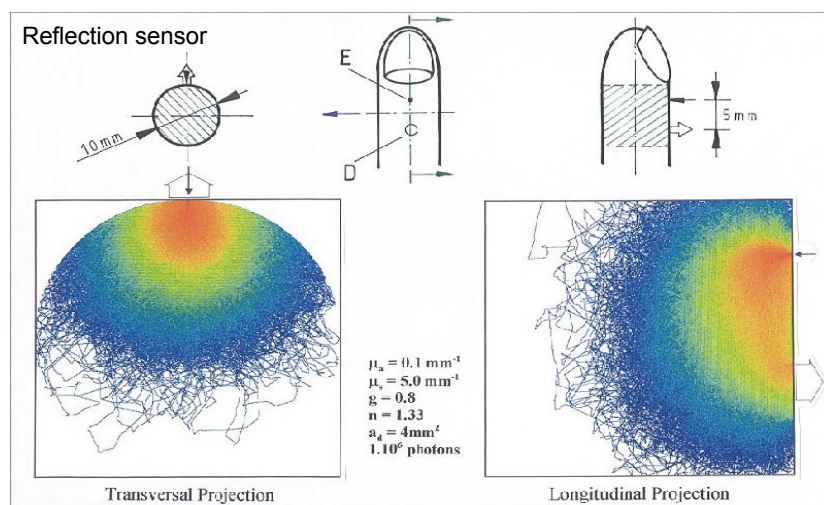 Reflection sensor
10 mm
E
D
5 mm
μₐ = 0.1 mm⁻¹
μₛ = 5.0 mm⁻¹
g = 0.8
n = 1.33
a_d = 4mm²
1.10⁶ photons
Transversal Projection
Longitudinal Projection